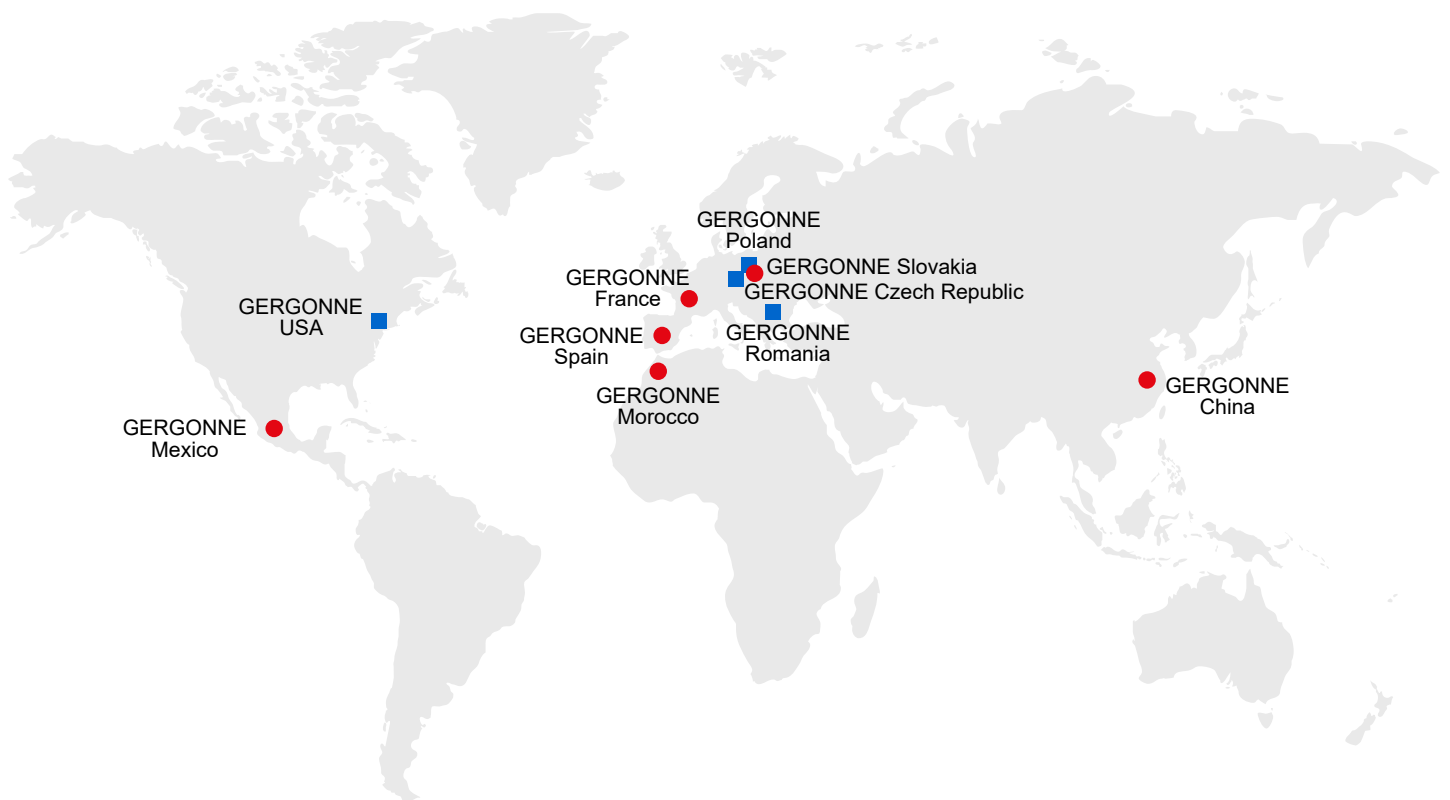 GERGONNE
Poland
GERGONNE Slovakia
GERGONNE
France
GERGONNE Czech Republic
GERGONNE
USA
GERGONNE
Spain
GERGONNE
Romania
GERGONNE
Morocco
GERGONNE
China
GERGONNE
Mexico